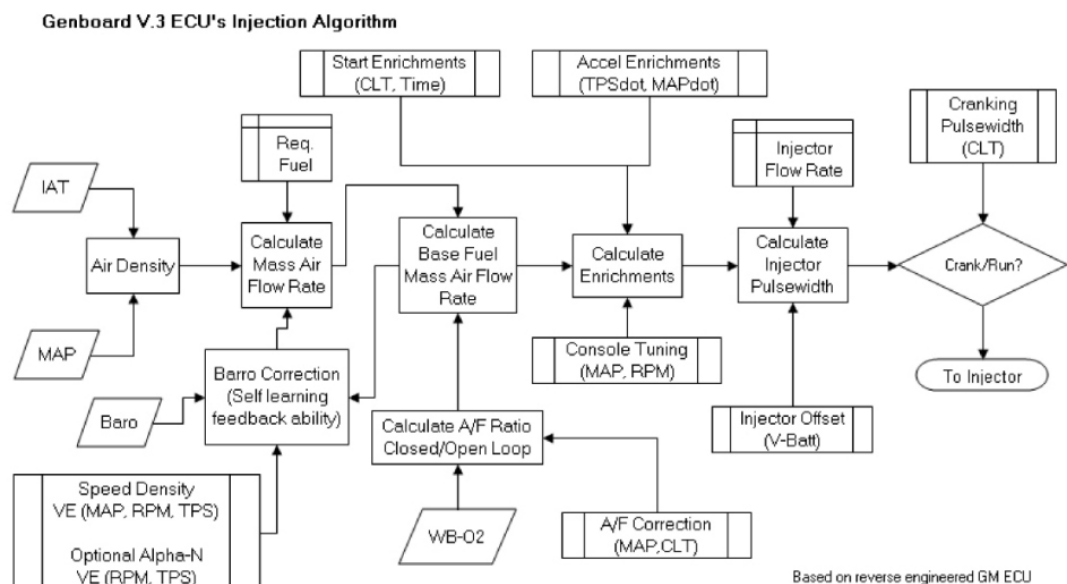 Genboard V.3 ECU's Injection Algorithm
Start Enrichments
(CLT, Time)
Accel Enrichments
(TPSdot, MAPdot)
Cranking
Pulsewidth
(CLT)
Req.
Fuel
Injector
Flow Rate
IAT
Air Density
Calculate
Mass Air
Flow Rate
Calculate
Base Fuel
Mass Air Flow
Rate
Calculate
Enrichments
Calculate
Injector
Pulsewidth
Crank/Run?
MAP
Barro Correction
(Self learning
feedback ability)
Console Tuning
(MAP, RPM)
To Injector
Baro
Calculate A/F Ratio
Closed/Open Loop
Injector Offset
(V-Batt)
Speed Density
VE (MAP, RPM, TPS)
Optional Alpha-N
VE (RPM, TPS)
WB-O2
A/F Correction
(MAP,CLT)
Based on reverse engineered GM ECU